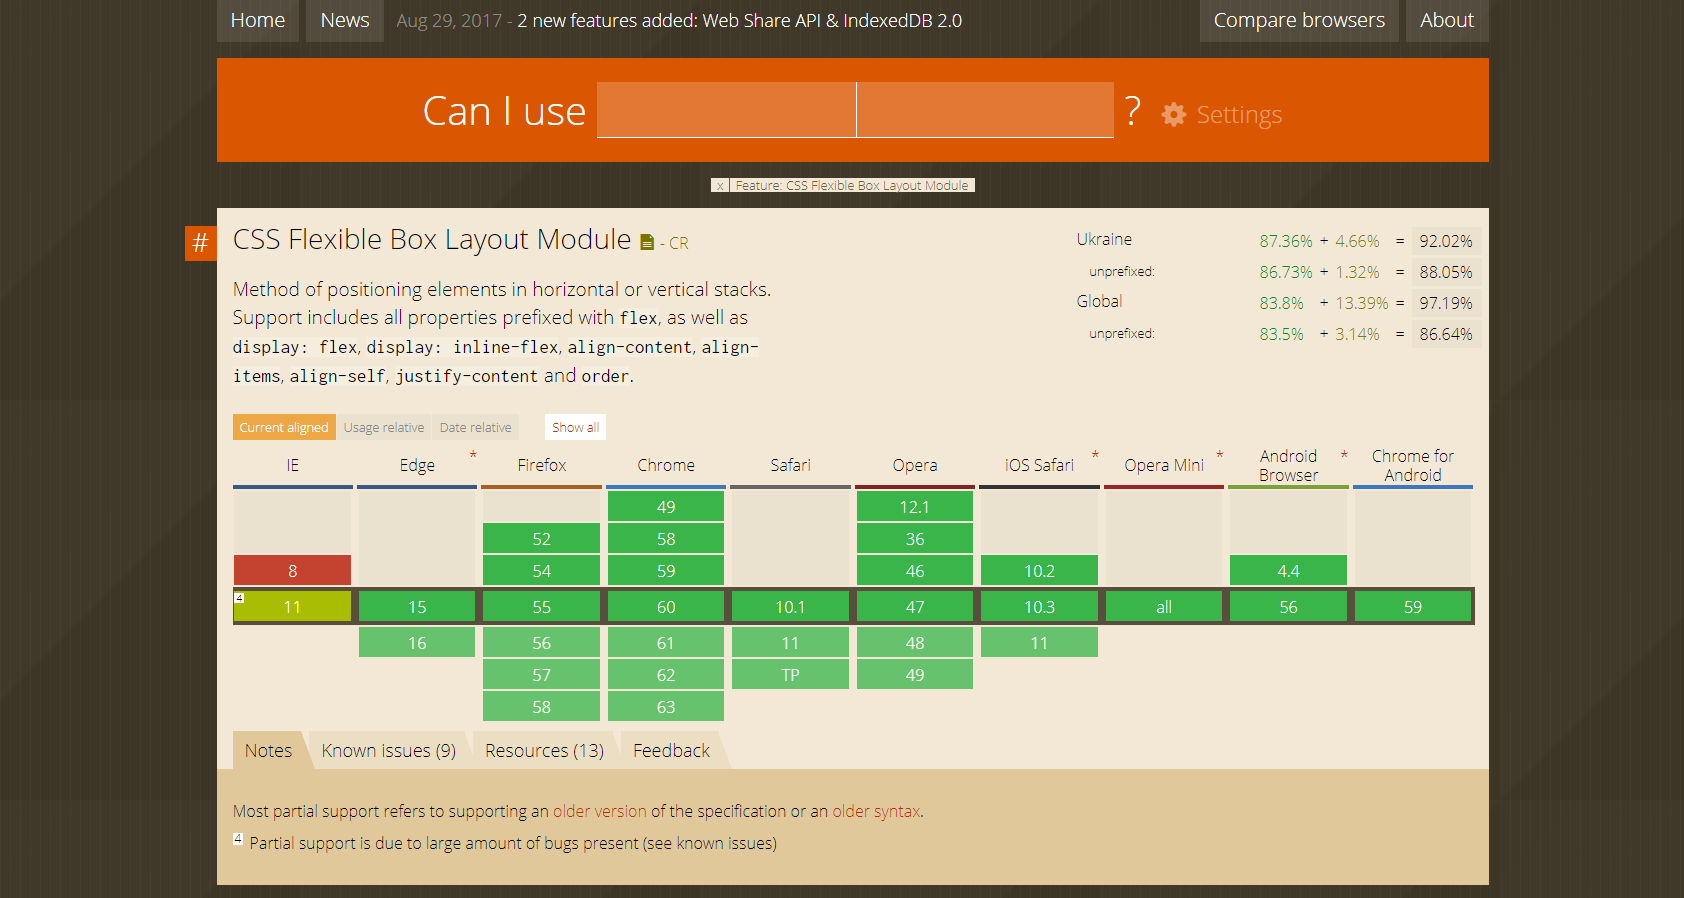 Home News Aug 29, 2017 - 2 new features added: Web Share API & IndexedDB 2.0 Compare browsers About
Can I use ? Settings
x Feature: CSS Flexible Box Layout Module
# CSS Flexible Box Layout Module - CR
Method of positioning elements in horizontal or vertical stacks.
Support includes all properties prefixed with flex, as well as
display: flex, display: inline-flex, align-content, align-
items, align-self, justify-content and order.
Ukraine 87.36% + 4.66% = 92.02%
unprefixed: 86.73% + 1.32% = 88.05%
Global 83.8% + 13.39% = 97.19%
unprefixed: 83.5% + 3.14% = 86.64%
Current aligned Usage relative Date relative Show all
IE Edge * Firefox Chrome Safari Opera iOS Safari * Opera Mini * Android Browser * Chrome for Android
49 12.1
52 58 36
8 54 59 46 10.2 4.4
4 11 15 55 60 10.1 47 10.3 all 56 59
16 56 61 11 48 11
57 62 TP 49
58 63
Notes Known issues (9) Resources (13) Feedback
Most partial support refers to supporting an older version of the specification or an older syntax.
4 Partial support is due to large amount of bugs present (see known issues)